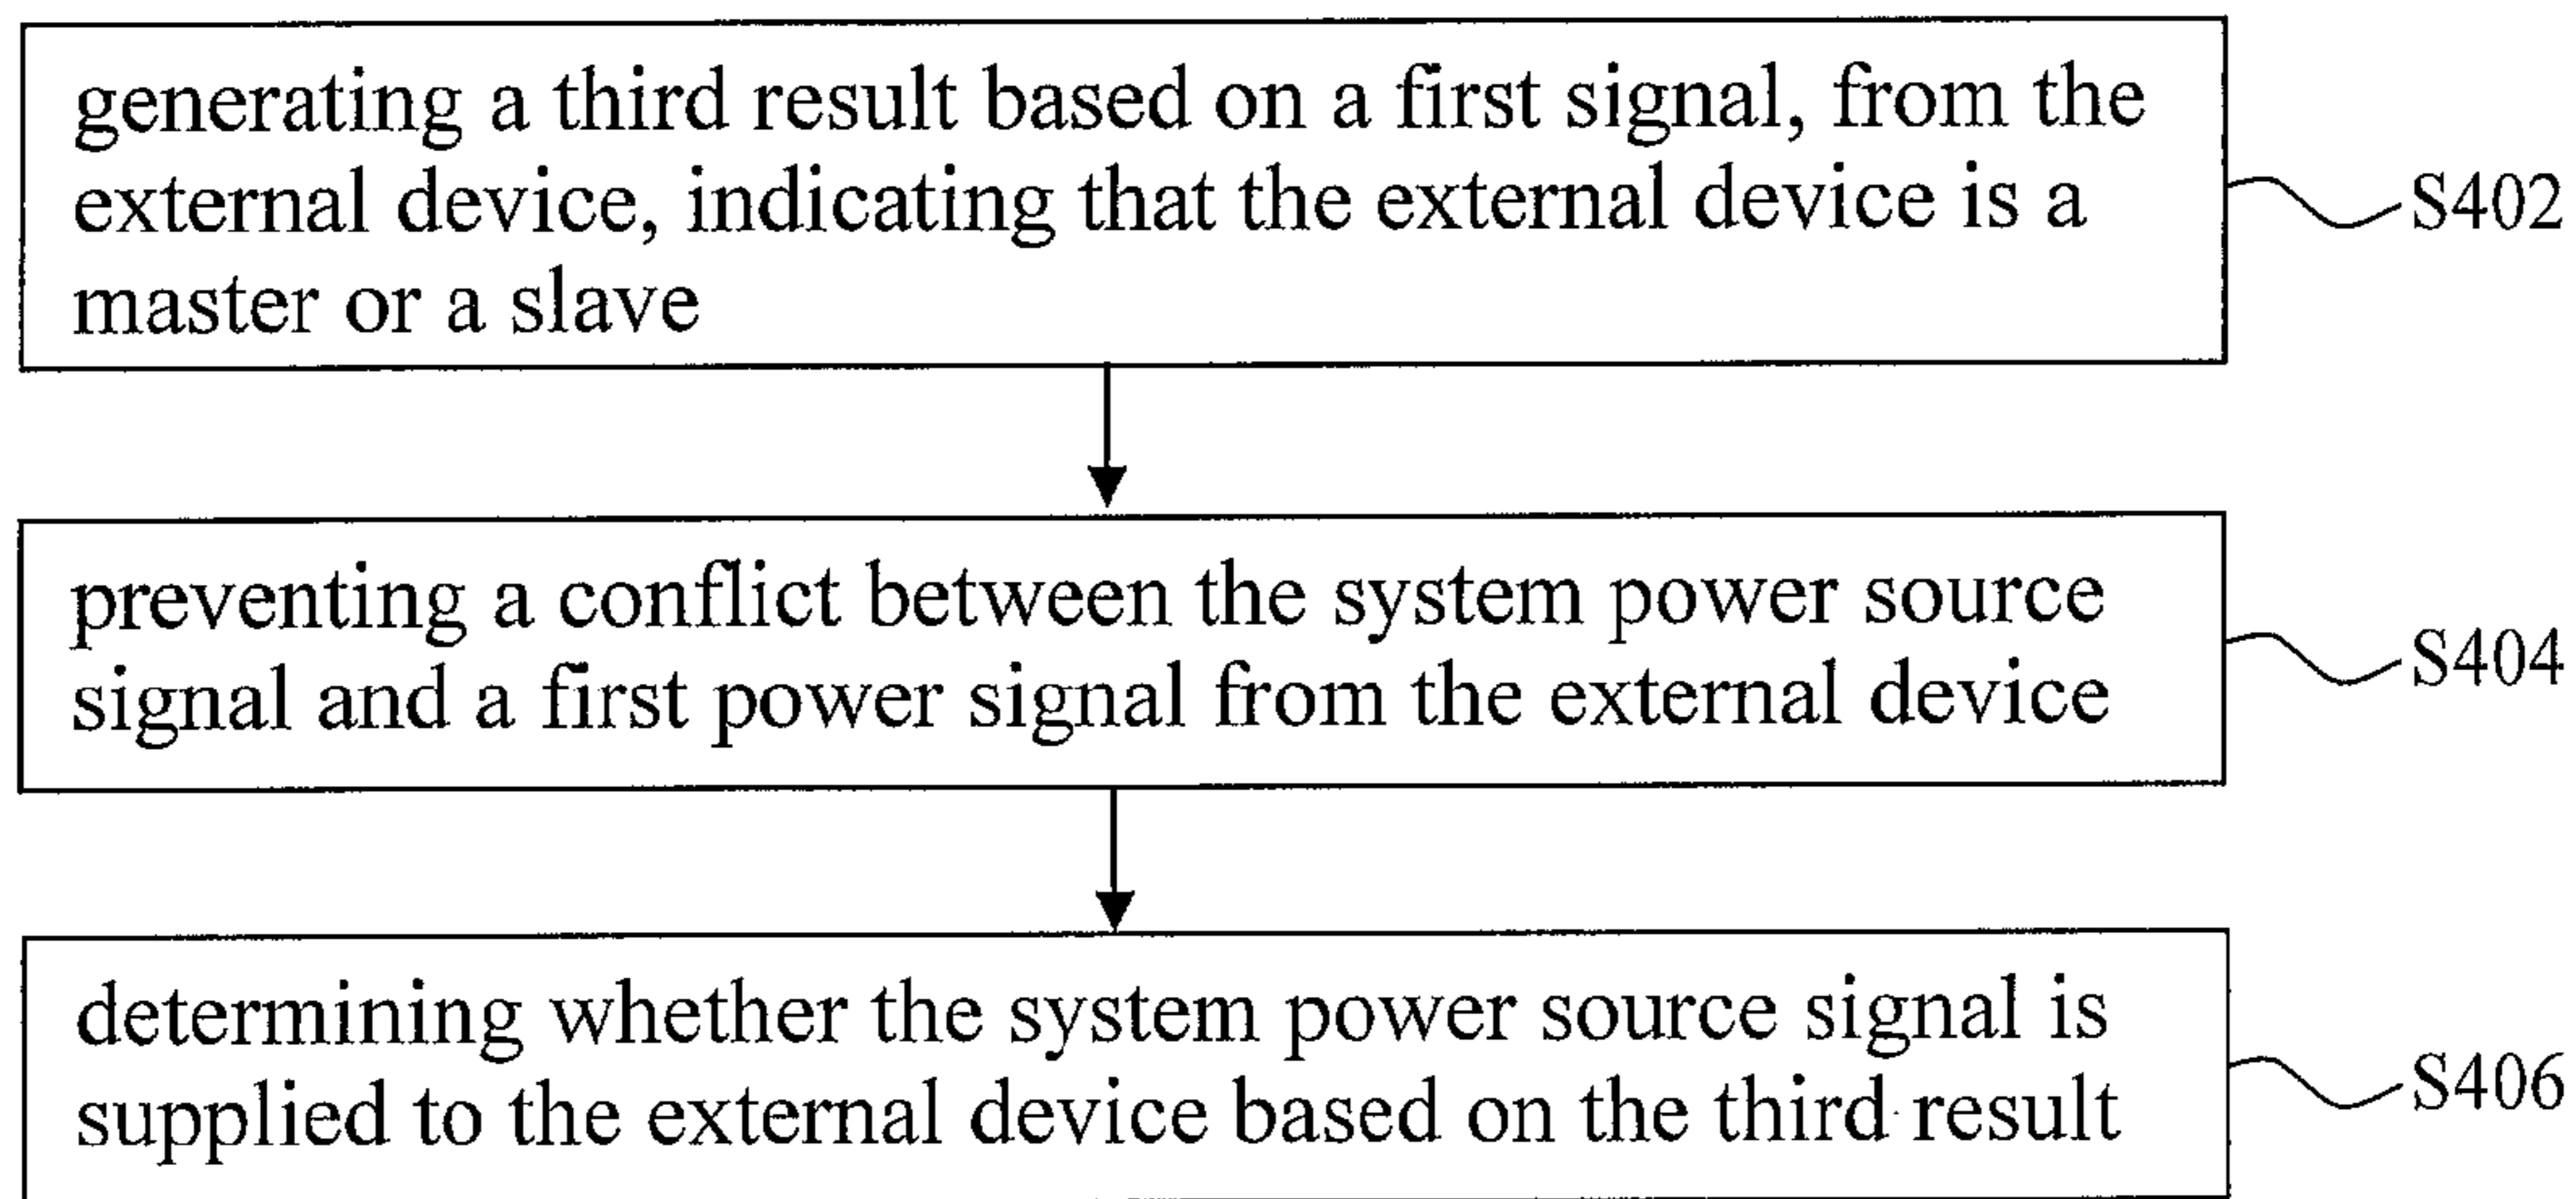 generating a third result based on a first signal, from the
external device, indicating that the external device is a
master or a slave
S402
preventing a conflict between the system power source
signal and a first power signal from the external device
S404
determining whether the system power source signal is
supplied to the external device based on the third result
S406